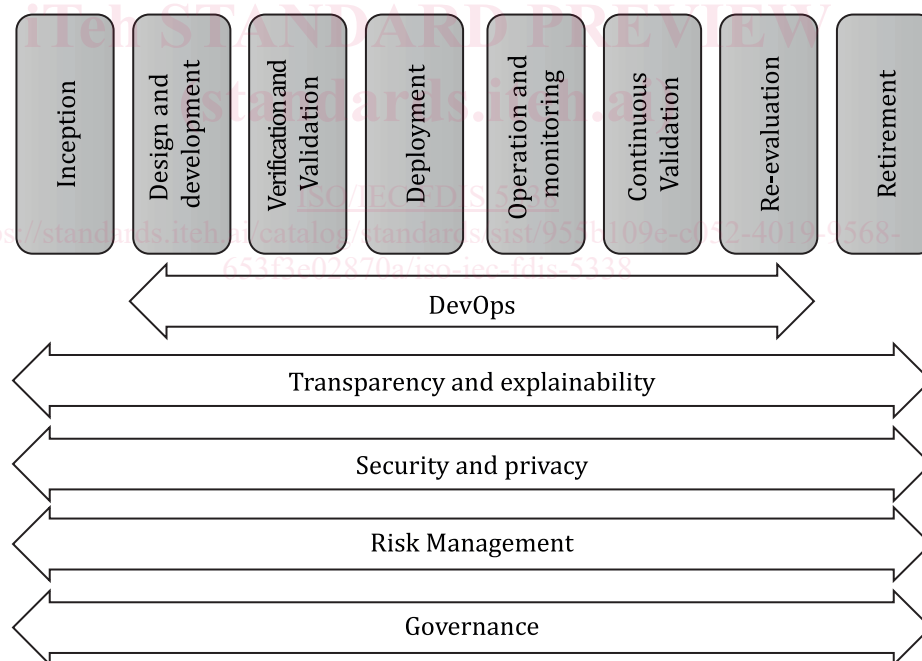 iTeh STANDARD PREVIEW
(standards.iteh.ai)
Inception
Design and
development
Verification and
Validation
Deployment
Operation and
monitoring
Continuous
Validation
Re-evaluation
Retirement
ISO/IEC FDIS 5338
ps://standards.iteh.ai/catalog/standards/sist/955b109e-c052-4019-9568-
653f3e02870a/iso-iec-fdis-5338
DevOps
Transparency and explainability
Security and privacy
Risk Management
Governance